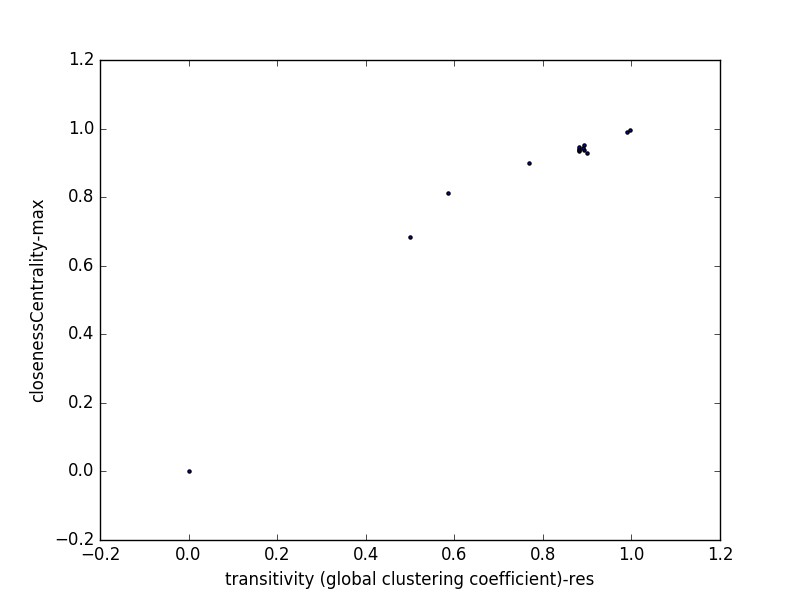 1.2
1.0
0.8
0.6
0.4
0.2
0.0
−0.2
closenessCentrality-max
−0.2 0.0 0.2 0.4 0.6 0.8 1.0 1.2
transitivity (global clustering coefficient)-res